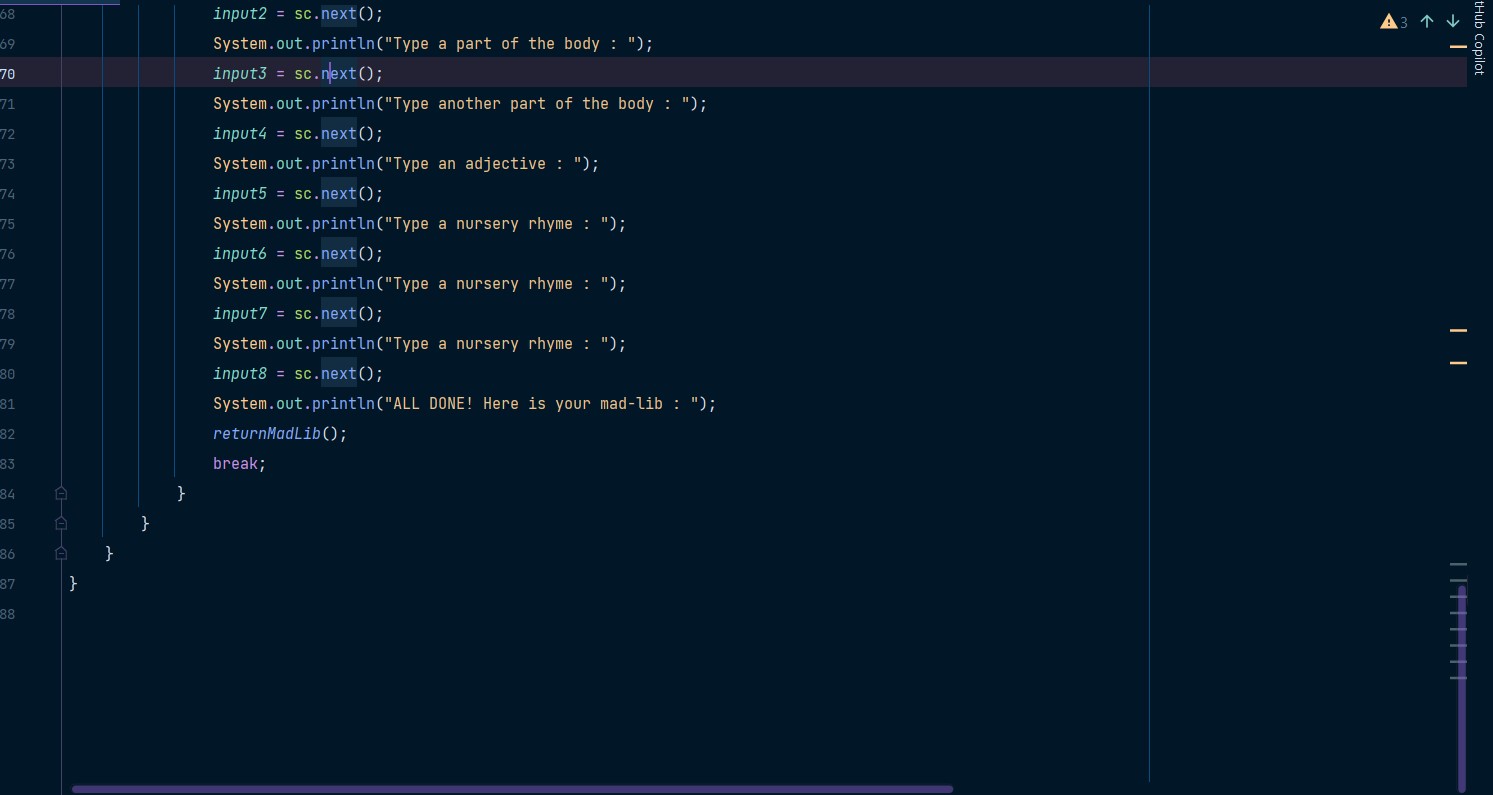 68 input2 = sc.next();
69 System.out.println("Type a part of the body : ");
70 input3 = sc.next();
71 System.out.println("Type another part of the body : ");
72 input4 = sc.next();
73 System.out.println("Type an adjective : ");
74 input5 = sc.next();
75 System.out.println("Type a nursery rhyme : ");
76 input6 = sc.next();
77 System.out.println("Type a nursery rhyme : ");
78 input7 = sc.next();
79 System.out.println("Type a nursery rhyme : ");
80 input8 = sc.next();
81 System.out.println("ALL DONE! Here is your mad-lib : ");
82 returnMadLib();
83 break;
84 }
85 }
86 }
87 }
88
3
tHub Copilot